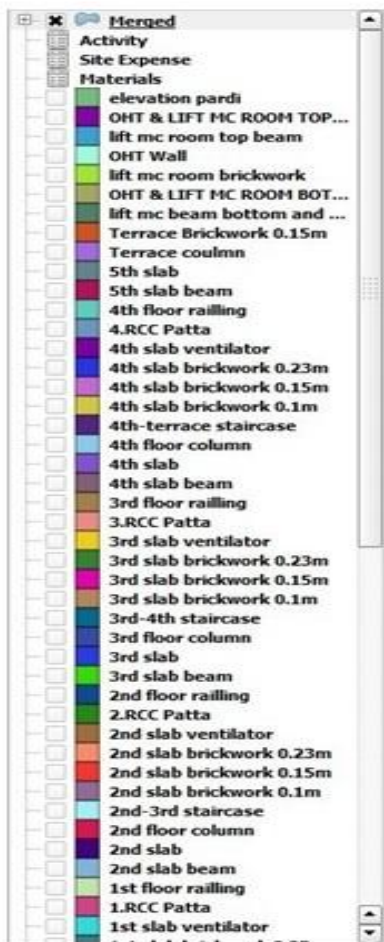 Merged
Activity
Site Expense
Materials
elevation pardi
OHT & LIFT MC ROOM TOP...
lift mc room top beam
OHT Wall
lift mc room brickwork
OHT & LIFT MC ROOM BOT...
lift mc beam bottom and ...
Terrace Brickwork 0.15m
Terrace coulmn
5th slab
5th slab beam
4th floor railling
4.RCC Patta
4th slab ventilator
4th slab brickwork 0.23m
4th slab brickwork 0.15m
4th slab brickwork 0.1m
4th-terrace staircase
4th floor column
4th slab
4th slab beam
3rd floor railling
3.RCC Patta
3rd slab ventilator
3rd slab brickwork 0.23m
3rd slab brickwork 0.15m
3rd slab brickwork 0.1m
3rd-4th staircase
3rd floor column
3rd slab
3rd slab beam
2nd floor railling
2.RCC Patta
2nd slab ventilator
2nd slab brickwork 0.23m
2nd slab brickwork 0.15m
2nd slab brickwork 0.1m
2nd-3rd staircase
2nd floor column
2nd slab
2nd slab beam
1st floor railling
1.RCC Patta
1st slab ventilator